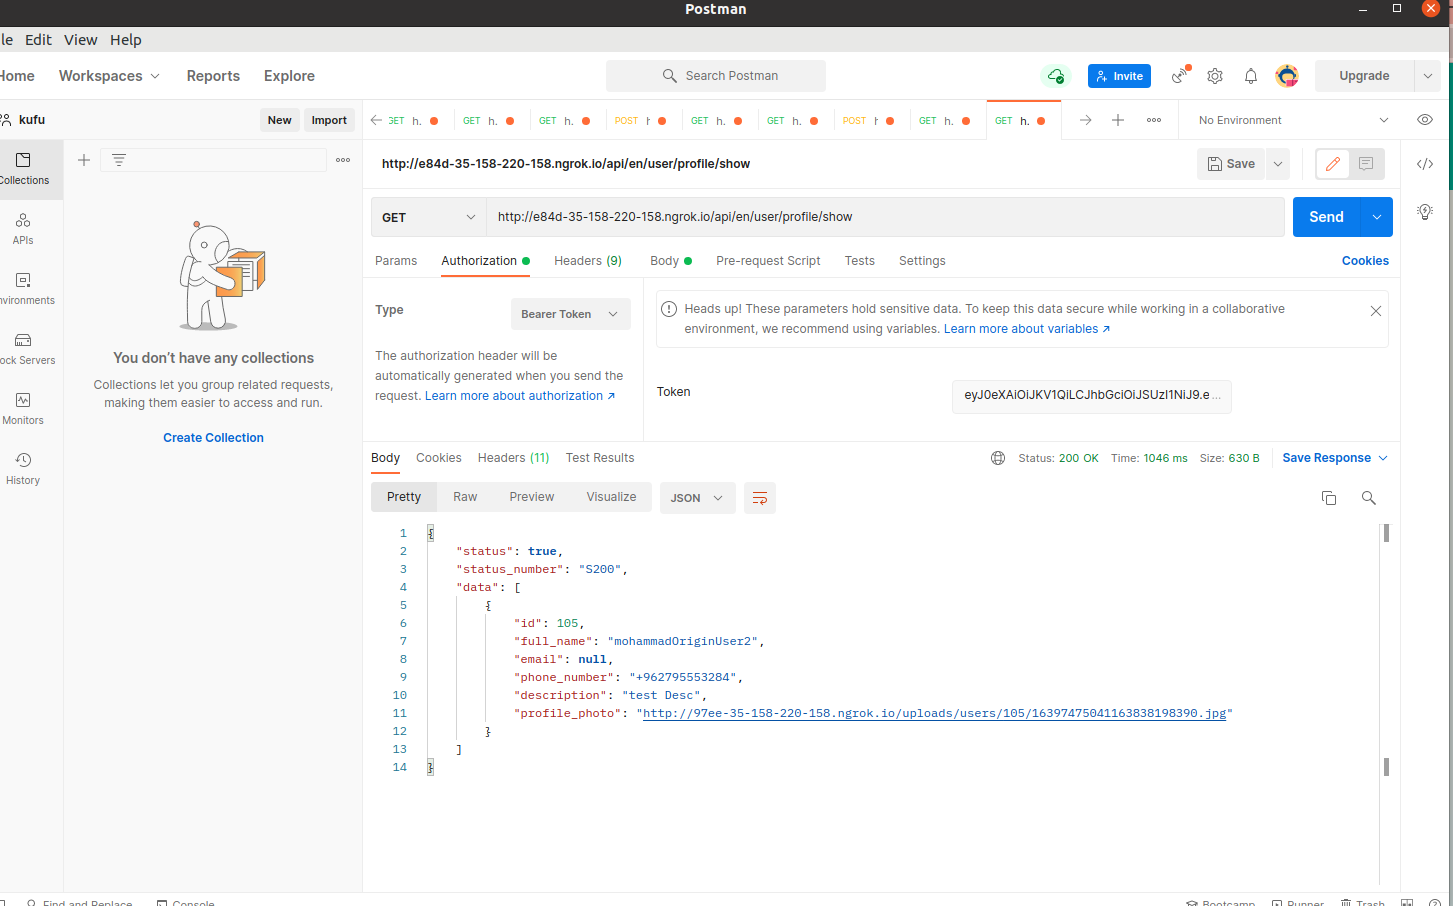 Postman
le Edit View Help
Home Workspaces Reports Explore
Search Postman
Invite
Upgrade
kufu
New Import
GET h. GET h. GET h. POST h GET h. GET h. POST h GET h. GET h.
No Environment
http://e84d-35-158-220-158.ngrok.io/api/en/user/profile/show
Save
Collections
APIs
nvironments
ock Servers
Monitors
History
You don't have any collections
Collections let you group related requests,
making them easier to access and run.
Create Collection
GET
http://e84d-35-158-220-158.ngrok.io/api/en/user/profile/show
Send
Params Authorization Headers (9) Body Pre-request Script Tests Settings
Cookies
Type
Bearer Token
The authorization header will be
automatically generated when you send the
request. Learn more about authorization ↗
Heads up! These parameters hold sensitive data. To keep this data secure while working in a collaborative
environment, we recommend using variables. Learn more about variables ↗
Token
eyJ0eXAiOiJKV1QiLCJhbGciOiJSUzI1NiJ9.e ...
Body Cookies Headers (11) Test Results
Status: 200 OK Time: 1046 ms Size: 630 B
Save Response
Pretty Raw Preview Visualize
JSON
1 {
2 "status": true,
3 "status_number": "S200",
4 "data": [
5 {
6 "id": 105,
7 "full_name": "mohammadOriginUser2",
8 "email": null,
9 "phone_number": "+962795553284",
10 "description": "test Desc",
11 "profile_photo": "http://97ee-35-158-220-158.ngrok.io/uploads/users/105/16397475041163838198390.jpg"
12 }
13 ]
14 }
Find and Replace Console
Bootcamp Runner Trash